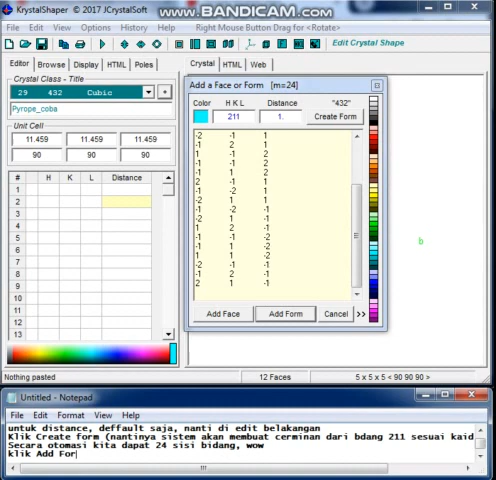 KrystalShaper © 2017 JCrystalSoft
www.BANDICAM.com
File Edit View Options History Help Right Mouse Button Drag for <Rotate>
Edit Crystal Shape
Editor Browse Display HTML Poles
Crystal HTML Web
Crystal Class - Title
29 432 Cubic
Pyrope_coba
Unit Cell
11.459 11.459 11.459
90 90 90
# H K L Distance
1
2
3
4
5
6
7
8
9
10
11
12
13
Add a Face or Form [m=24]
Color H K L Distance "432"
211 1. Create Form
-2 -1 1
-1 2 1
1 -1 2
-1 -1 2
-1 1 2
2 -1 1
-1 -2 1
1 -2 1
-1 -2 -1
-2 1 -1
1 2 -1
-1 -1 -2
-1 1 -2
1 1 -2
-2 -1 -1
-1 2 -1
2 1 -1
Add Face Add Form Cancel >>
b
Nothing pasted 12 Faces 5 x 5 x 5 < 90 90 90 >
Untitled - Notepad
File Edit Format View Help
untuk distance, deffault saja, nanti di edit belakangan
Klik Create form (nantinya sistem akan membuat cerminan dari bdang 211 sesuai kaid
Secara otomasi kita dapat 24 sisi bidang, wow
klik Add For